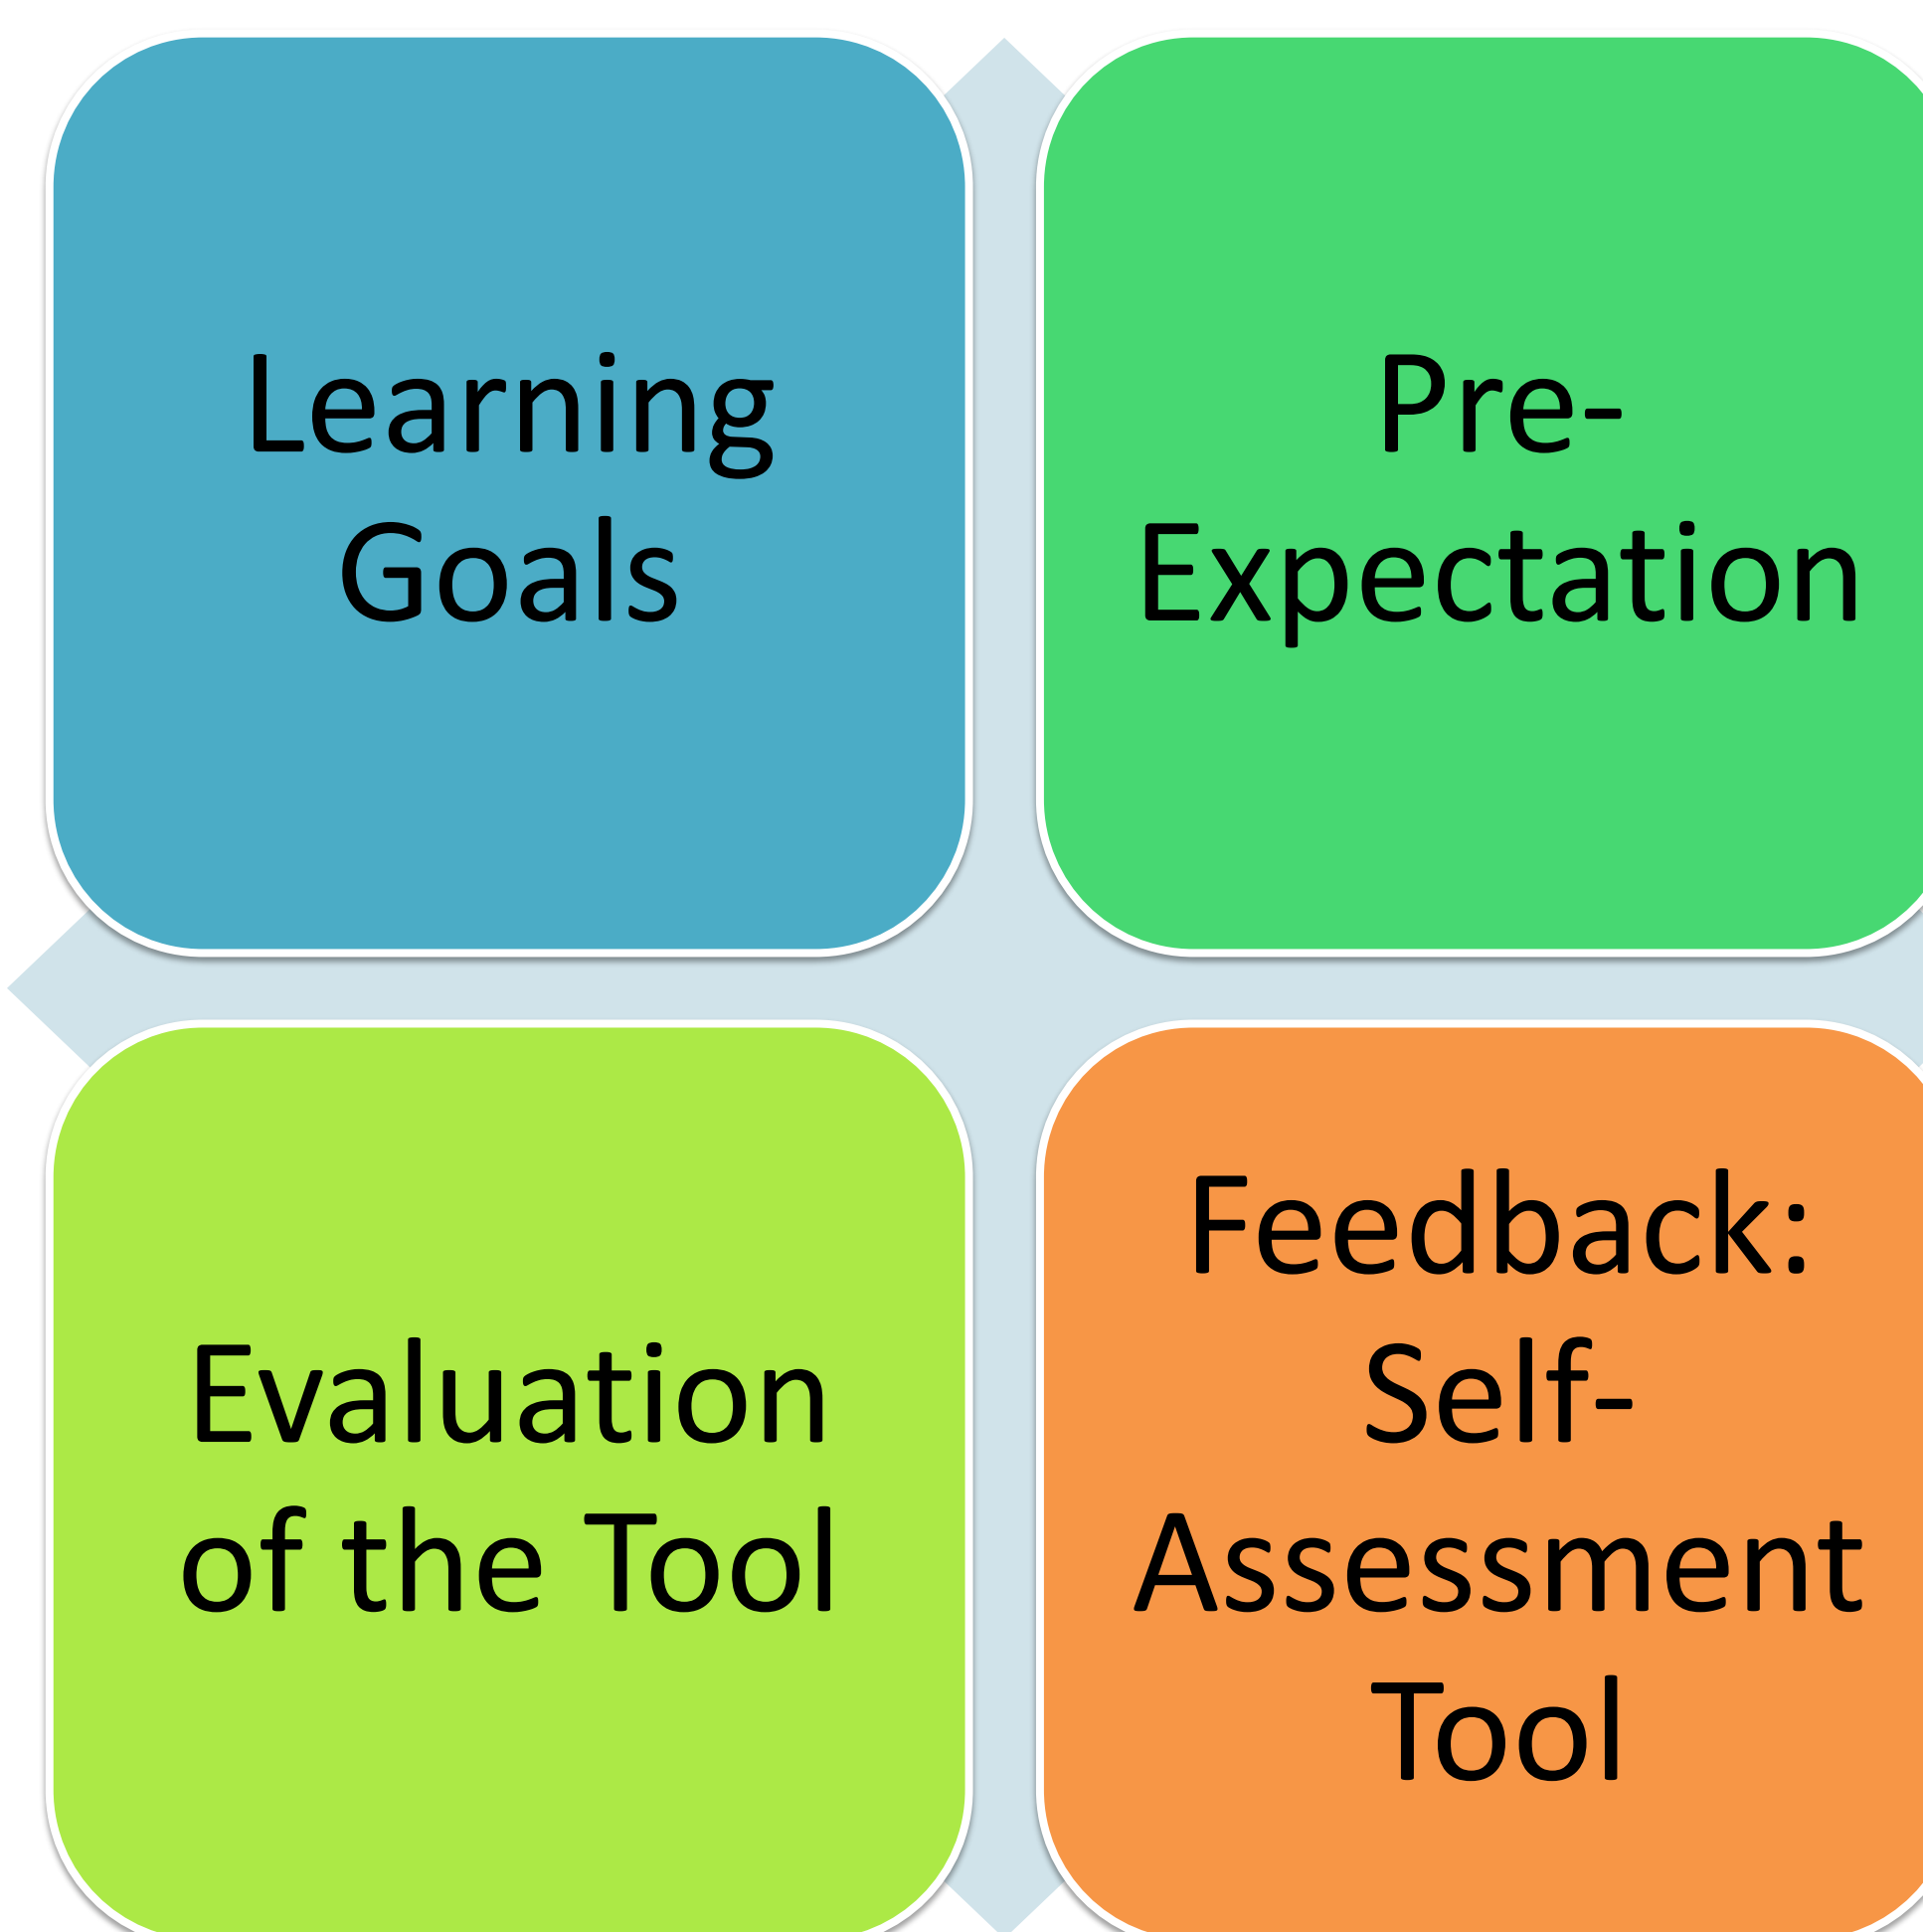 Learning
Goals
Pre-
Expectation
Evaluation
of the Tool
Feedback:
Self-
Assessment
Tool